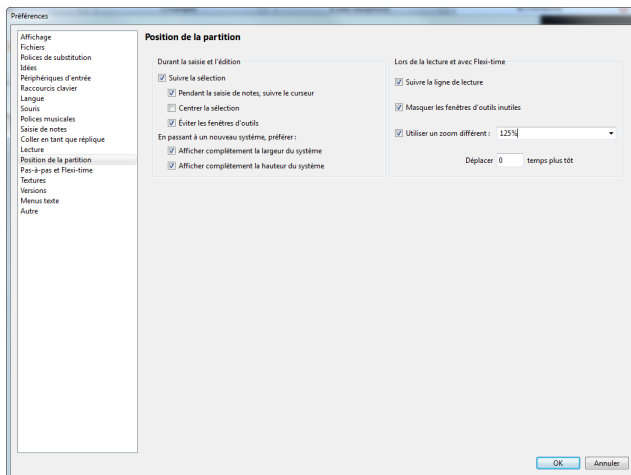 Préférences
Affichage
Fichiers
Polices de substitution
Idées
Périphériques d'entrée
Raccourcis clavier
Langue
Souris
Polices musicales
Saisie de notes
Coller en tant que réplique
Lecture
Position de la partition
Pas-à-pas et Flexi-time
Textures
Versions
Menus texte
Autre
Position de la partition
Durant la saisie et l'édition
Suivre la sélection
Pendant la saisie de notes, suivre le curseur
Centrer la sélection
Éviter les fenêtres d'outils
En passant à un nouveau système, préférer :
Afficher complètement la largeur du système
Afficher complètement la hauteur du système
Lors de la lecture et avec Flexi-time
Suivre la ligne de lecture
Masquer les fenêtres d'outils inutiles
Utiliser un zoom différent : 125%
Déplacer 0 temps plus tôt
OK Annuler